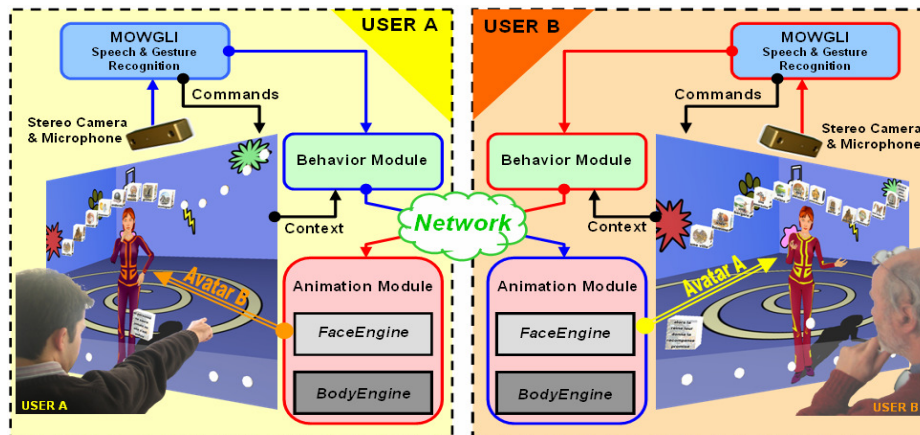 USER A
MOWGLI
Speech & Gesture
Recognition
Commands
Stereo Camera
& Microphone
Behavior Module
Context
Avatar B
Animation Module
FaceEngine
BodyEngine
USER A
Network
USER B
MOWGLI
Speech & Gesture
Recognition
Commands
Stereo Camera
& Microphone
Behavior Module
Context
Avatar A
Animation Module
FaceEngine
BodyEngine
USER B